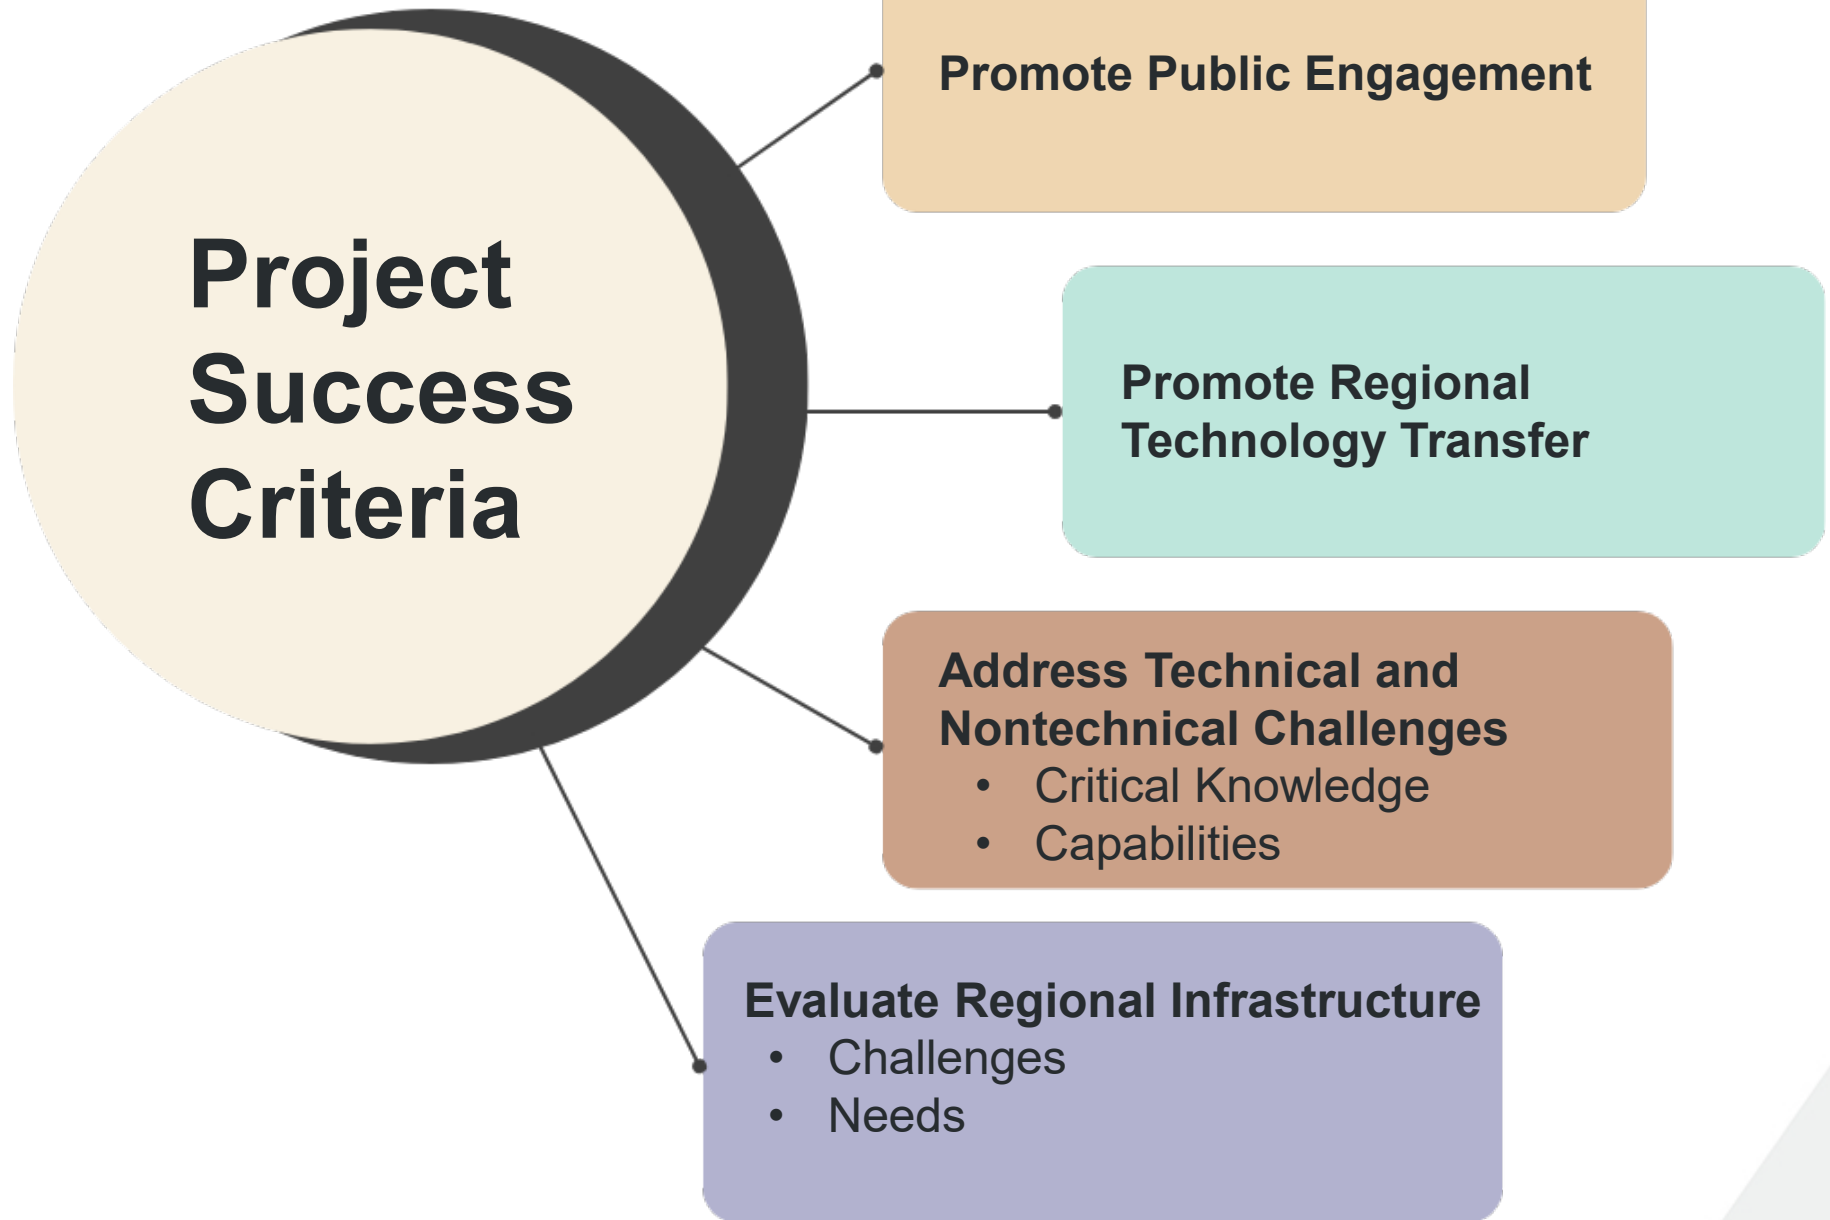 Project
Success
Criteria
Promote Public Engagement
Promote Regional
Technology Transfer
Address Technical and
Nontechnical Challenges
• Critical Knowledge
• Capabilities
Evaluate Regional Infrastructure
• Challenges
• Needs